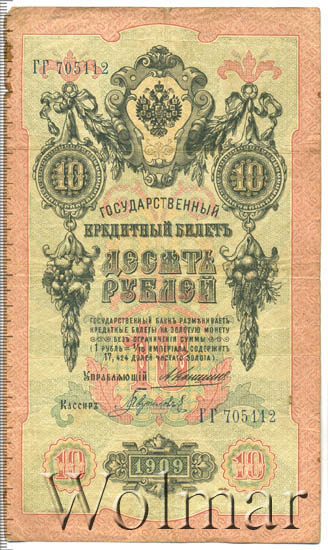 ГГ 705112
10 10
ГОСУДАРСТВЕННЫЙ
КРЕДИТНЫЙ БИЛЕТЪ
ДЕСЯТЬ
РУБЛЕЙ
ГОСУДАРСТВЕННЫЙ БАНКЪ РАЗМѢНИВАЕТЪ
КРЕДИТНЫЕ БИЛЕТЫ НА ЗОЛОТУЮ МОНЕТУ
БЕЗЪ ОГРАНИЧЕНІЯ СУММЫ
(1 РУБЛЬ = 1/15 ИМПЕРІАЛА, СОДЕРЖИТЪ
17,424 ДОЛЕЙ ЧИСТАГО ЗОЛОТА)
УПРАВЛЯЮЩІЙ
КАССИРЪ
ГГ 705112
10 1909 10
Wolmar